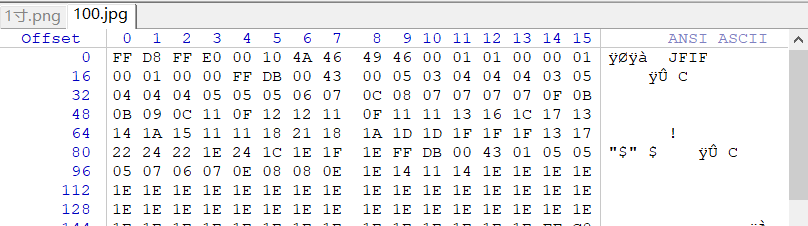 1寸.png 100.jpg
Offset 0 1 2 3 4 5 6 7 8 9 10 11 12 13 14 15 ANSI ASCII
0 FF D8 FF E0 00 10 4A 46 49 46 00 01 01 00 00 01 ÿØÿà JFIF
16 00 01 00 00 FF DB 00 43 00 05 03 04 04 04 03 05 ÿÛ C
32 04 04 04 05 05 05 06 07 0C 08 07 07 07 07 0F 0B
48 0B 09 0C 11 0F 12 12 11 0F 11 11 13 16 1C 17 13
64 14 1A 15 11 11 18 21 18 1A 1D 1D 1F 1F 1F 13 17 !
80 22 24 22 1E 24 1C 1E 1F 1E FF DB 00 43 01 05 05 "$" $ ÿÛ C
96 05 07 06 07 0E 08 08 0E 1E 14 11 14 1E 1E 1E 1E
112 1E 1E 1E 1E 1E 1E 1E 1E 1E 1E 1E 1E 1E 1E 1E 1E
128 1E 1E 1E 1E 1E 1E 1E 1E 1E 1E 1E 1E 1E 1E 1E 1E